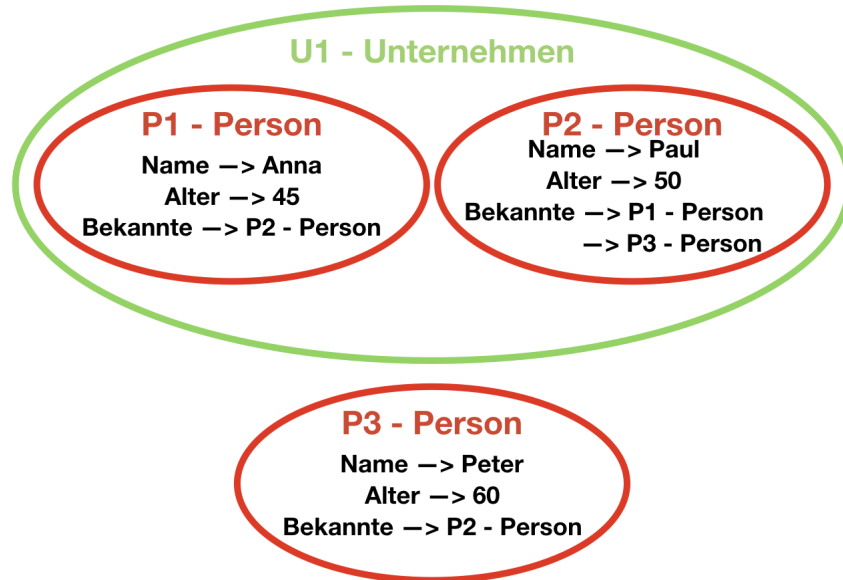 U1 - Unternehmen
P1 - Person
Name —> Anna
Alter —> 45
Bekannte —> P2 - Person
P2 - Person
Name —> Paul
Alter —> 50
Bekannte —> P1 - Person
—> P3 - Person
P3 - Person
Name —> Peter
Alter —> 60
Bekannte —> P2 - Person